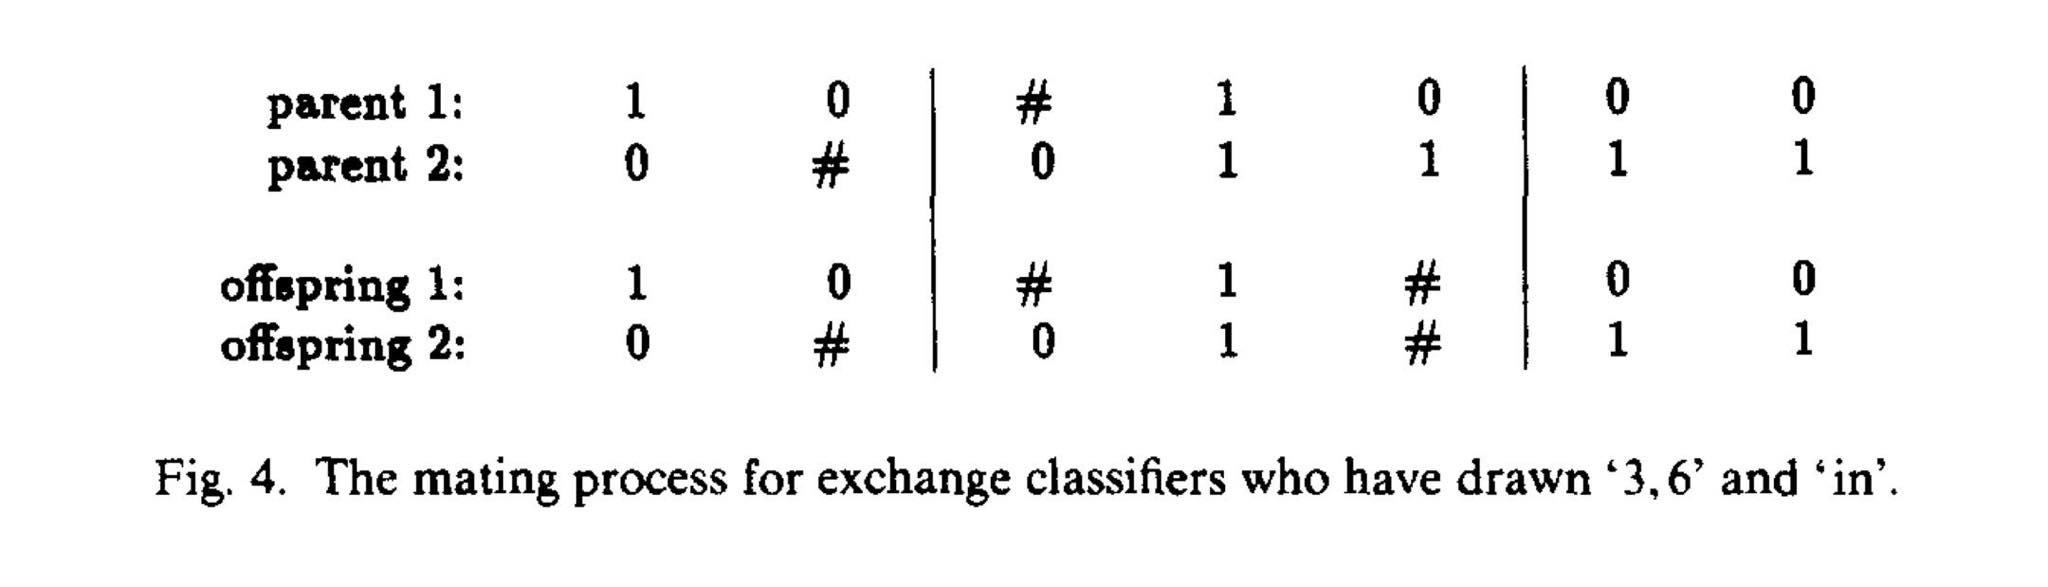 parent 1: 1 0 # 1 0 0 0
parent 2: 0 # 0 1 1 1 1
offspring 1: 1 0 # 1 # 0 0
offspring 2: 0 # 0 1 # 1 1
Fig. 4. The mating process for exchange classifiers who have drawn ‘3, 6’ and ‘in’.